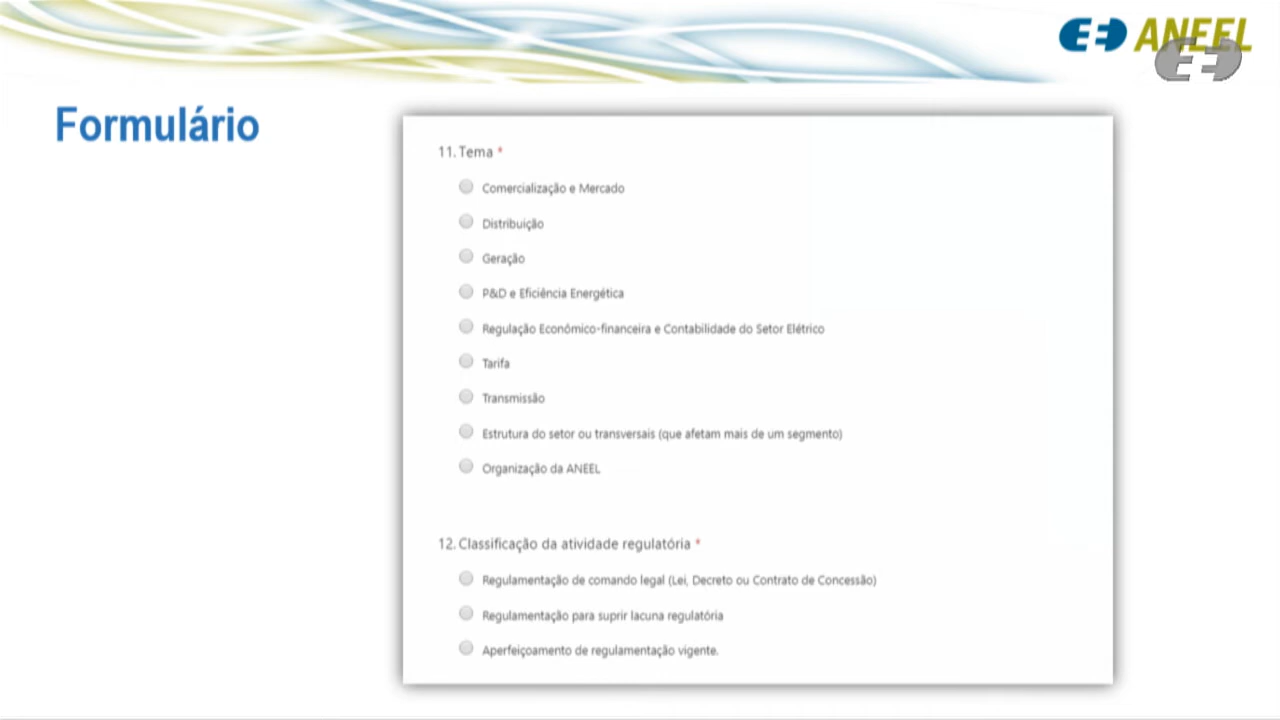 ANEEL
Formulário
11. Tema *
Comercialização e Mercado
Distribuição
Geração
P&D e Eficiência Energética
Regulação Econômico-financeira e Contabilidade do Setor Elétrico
Tarifa
Transmissão
Estrutura do setor ou transversais (que afetam mais de um segmento)
Organização da ANEEL
12. Classificação da atividade regulatória *
Regulamentação de comando legal (Lei, Decreto ou Contrato de Concessão)
Regulamentação para suprir lacuna regulatória
Aperfeiçoamento de regulamentação vigente.